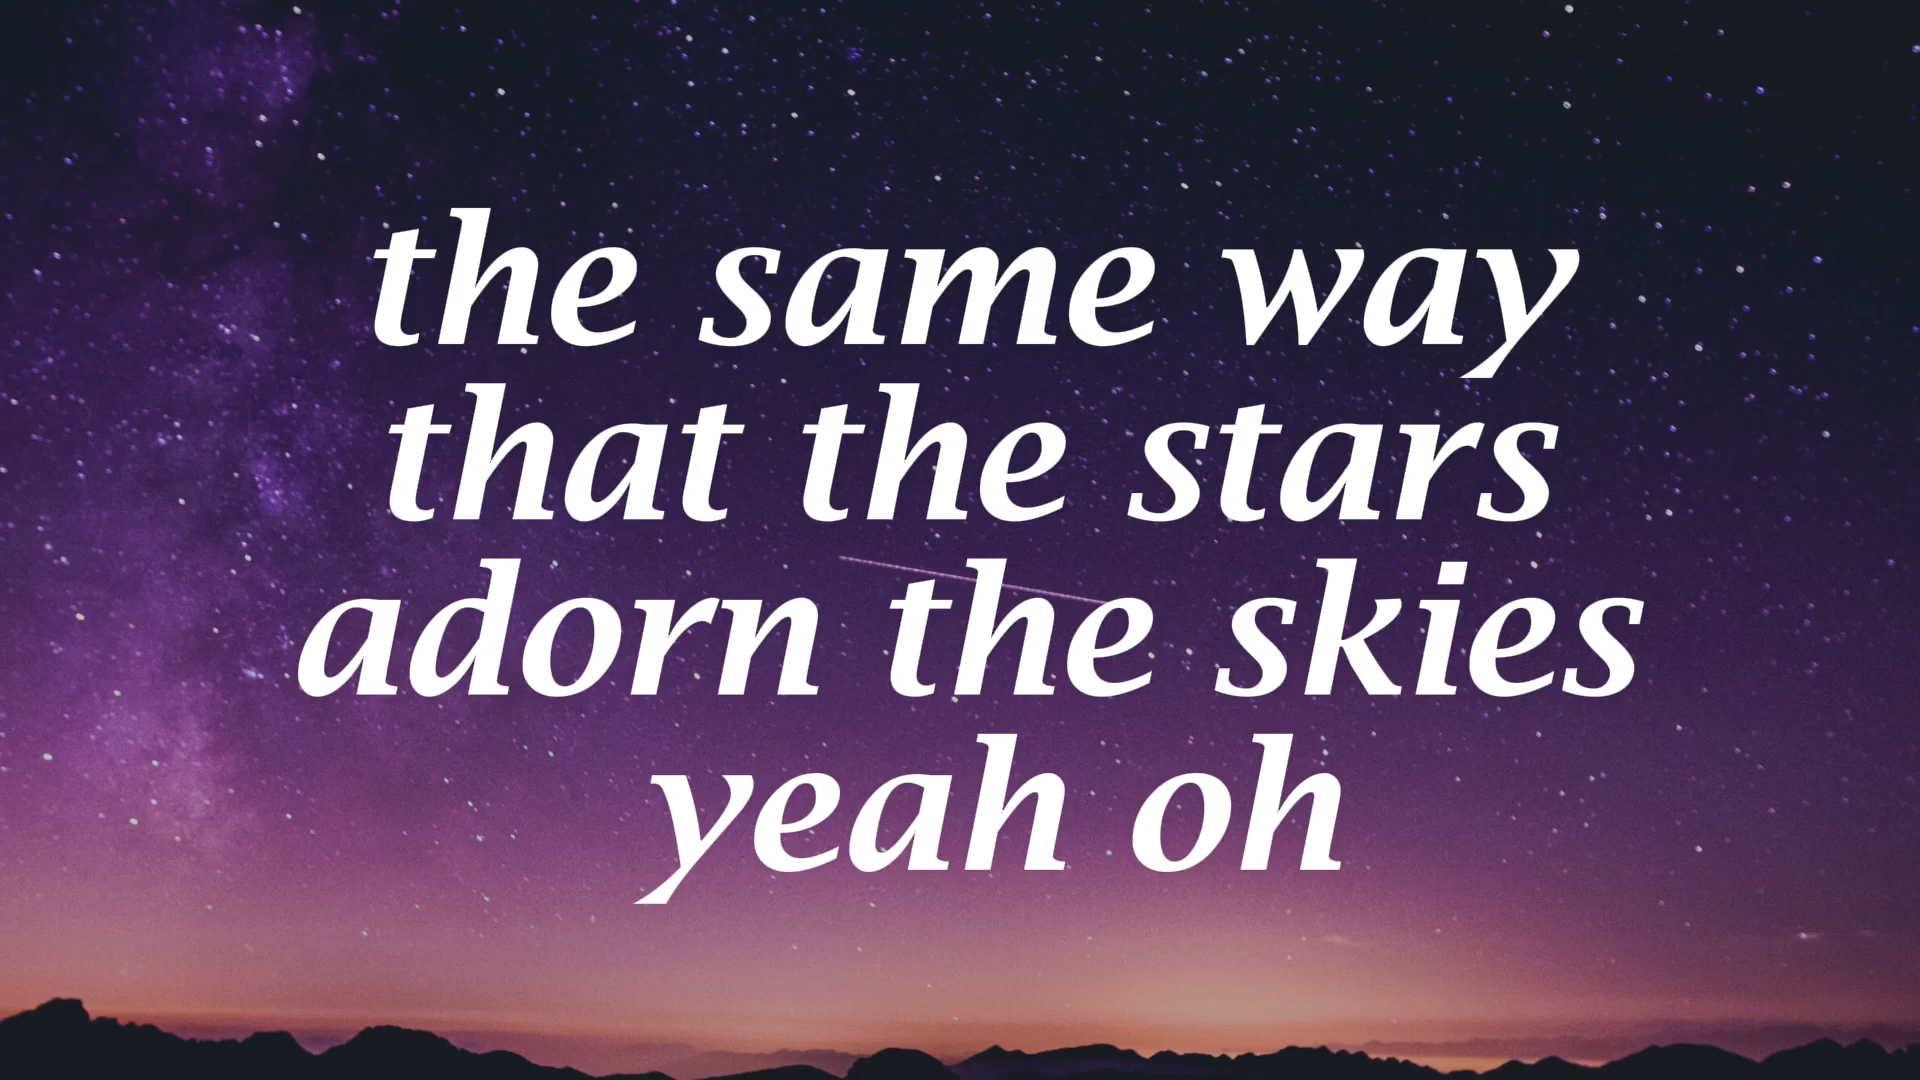 the same way
that the stars
adorn the skies
yeah oh